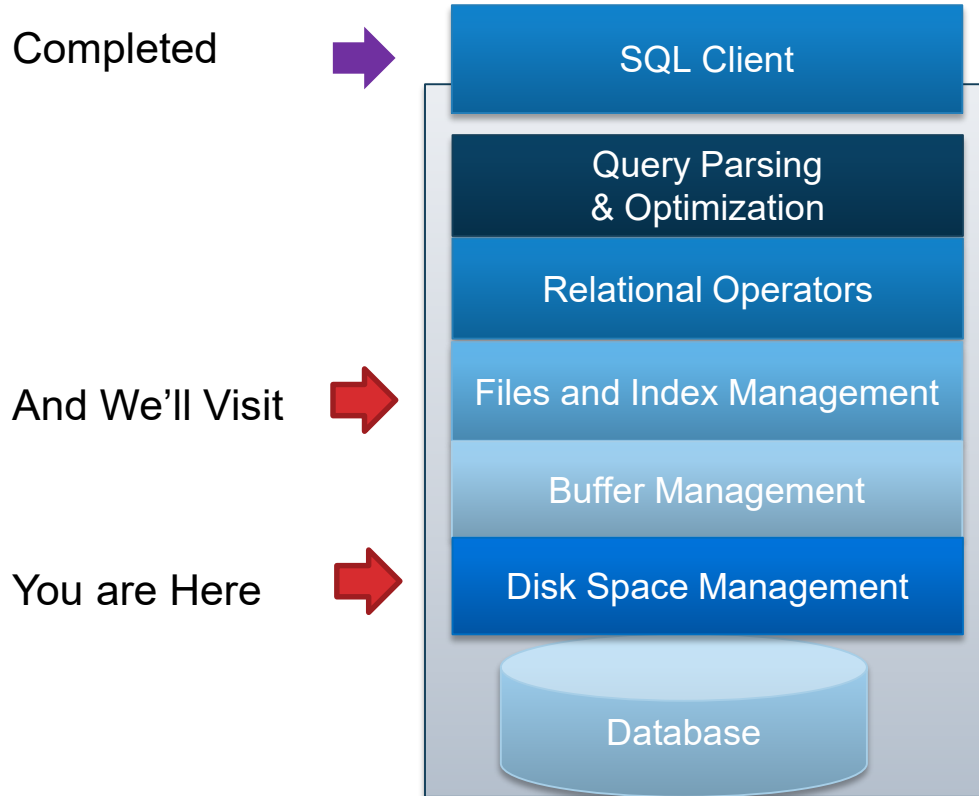 Completed
SQL Client
Query Parsing
& Optimization
Relational Operators
And We’ll Visit
Files and Index Management
Buffer Management
You are Here
Disk Space Management
Database